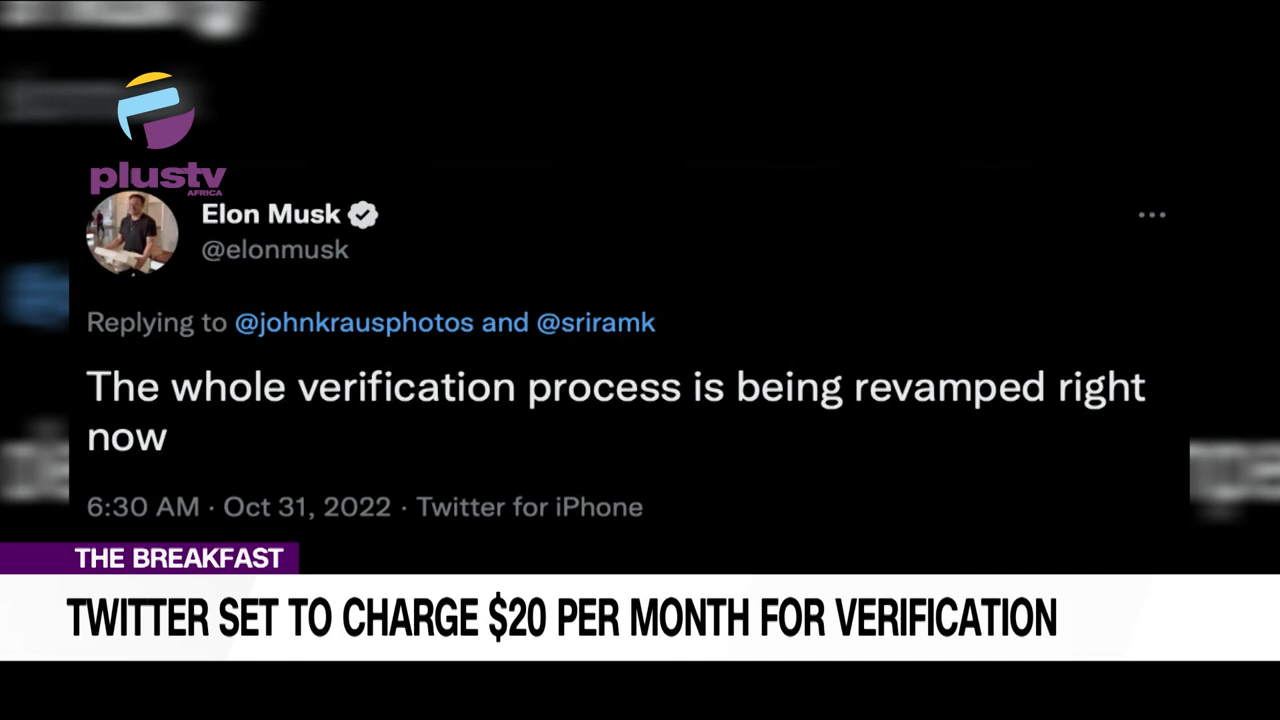 plustv
AFRICA
Elon Musk
@elonmusk
Replying to @johnkrausphotos and @sriramk
The whole verification process is being revamped right
now
6:30 AM · Oct 31, 2022 · Twitter for iPhone
THE BREAKFAST
TWITTER SET TO CHARGE $20 PER MONTH FOR VERIFICATION